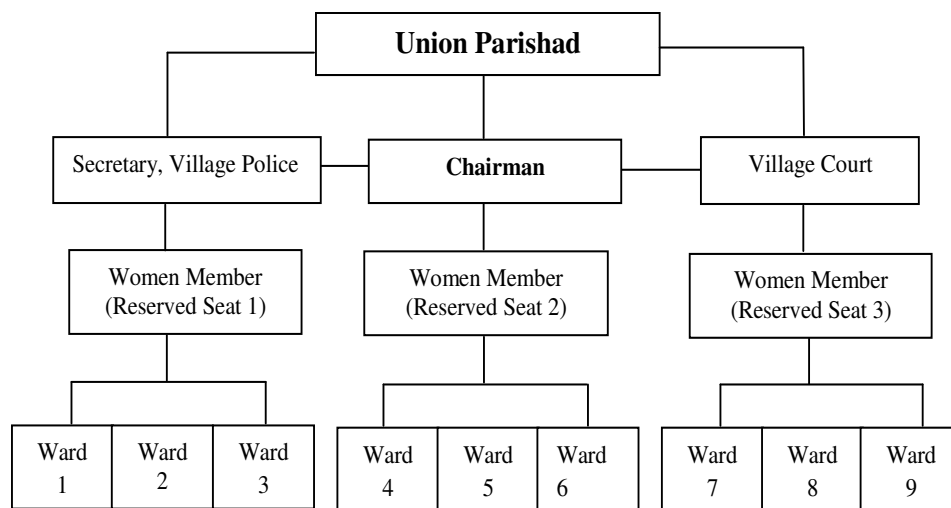 Union Parishad
Secretary, Village Police
Chairman
Village Court
Women Member
(Reserved Seat 1)
Women Member
(Reserved Seat 2)
Women Member
(Reserved Seat 3)
Ward
1
Ward
2
Ward
3
Ward
4
Ward
5
Ward
6
Ward
7
Ward
8
Ward
9